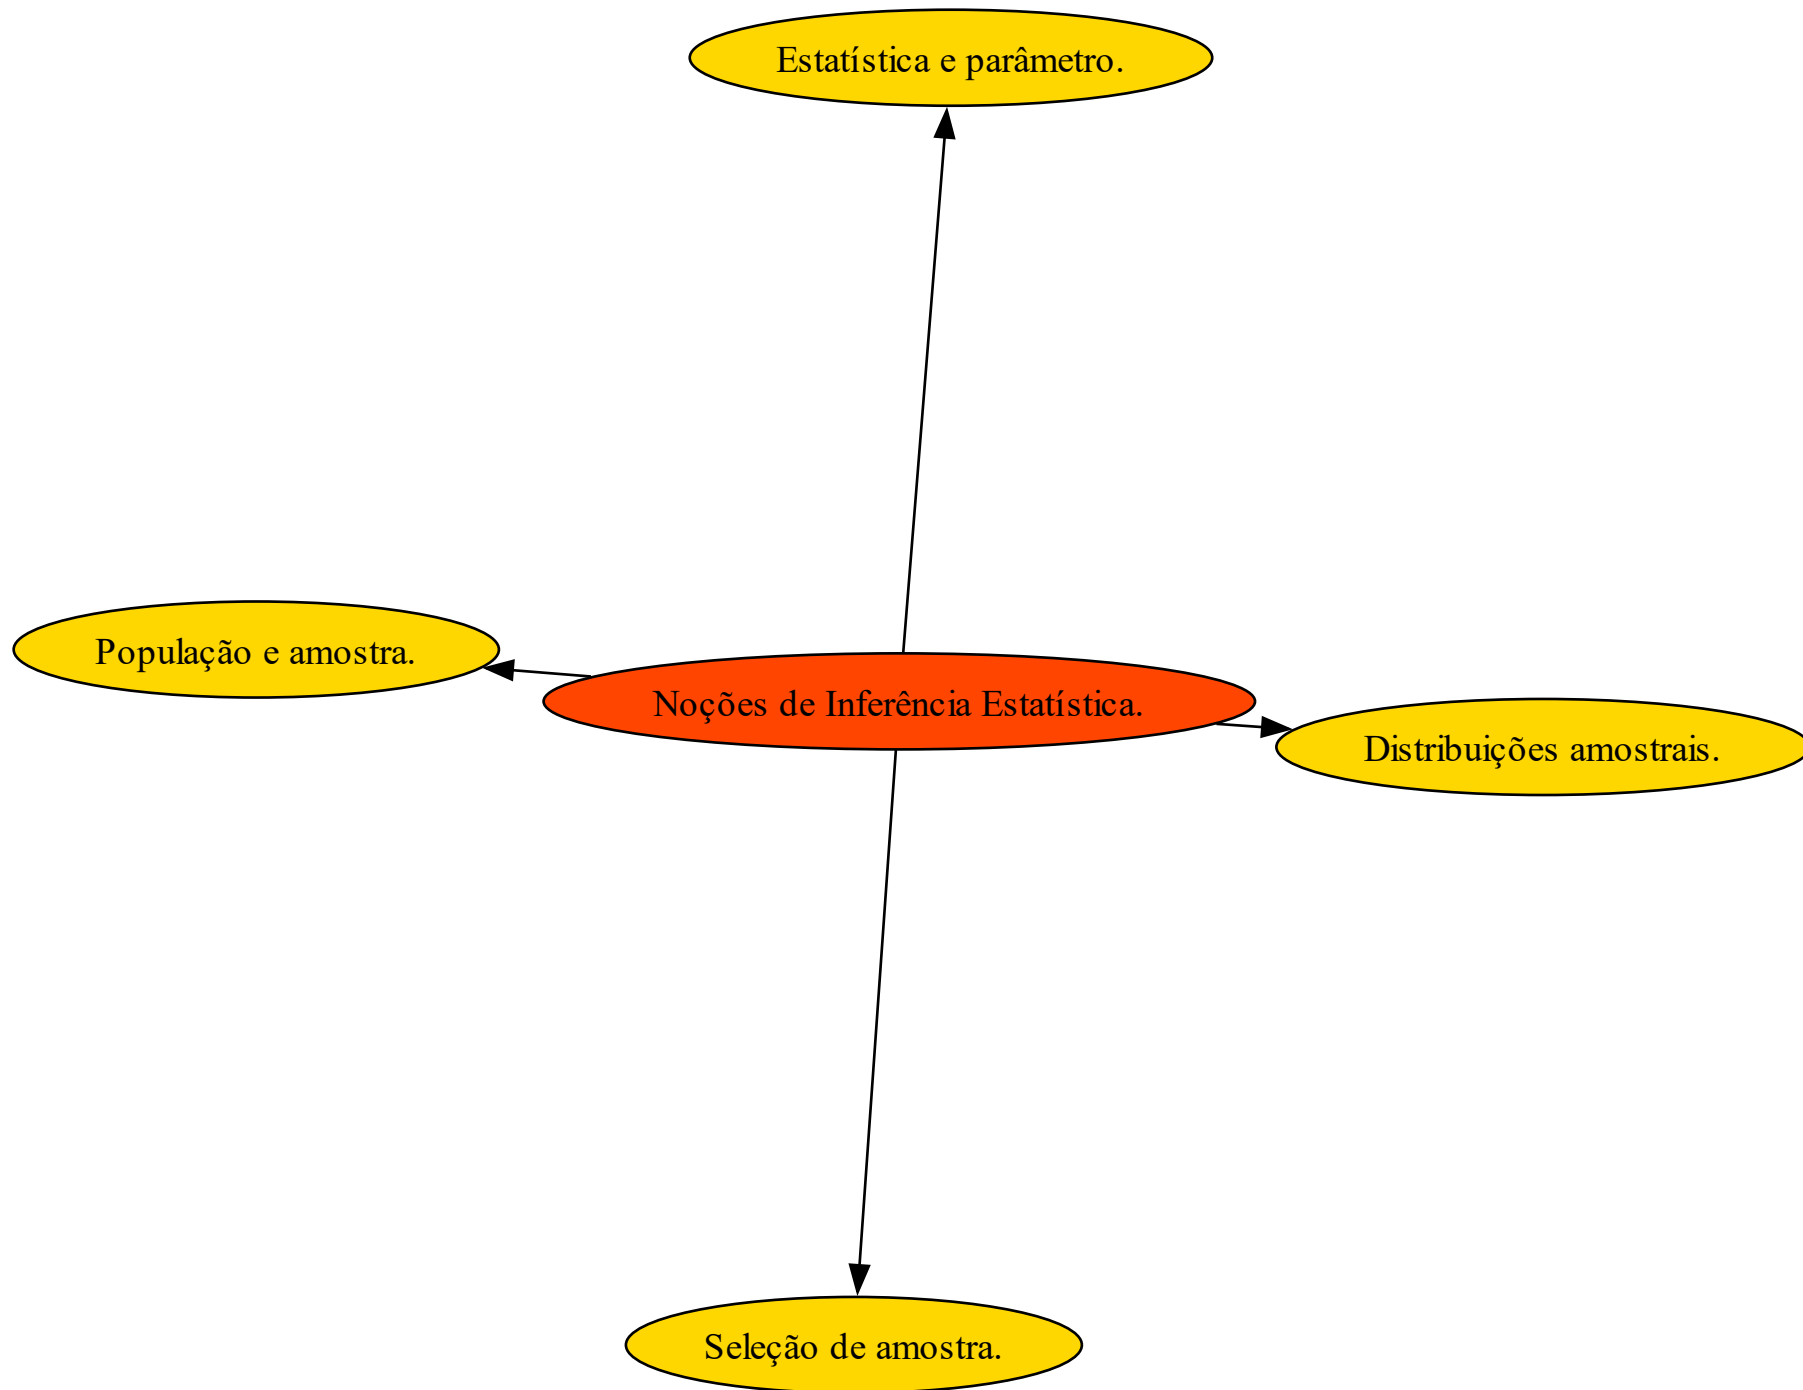 Estatística e parâmetro.
População e amostra.
Noções de Inferência Estatística.
Distribuições amostrais.
Seleção de amostra.